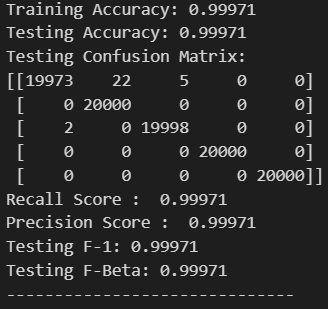 Training Accuracy: 0.99971
Testing Accuracy: 0.99971
Testing Confusion Matrix:
[[19973    22     5     0     0]
 [    0 20000     0     0     0]
 [    2     0 19998     0     0]
 [    0     0     0 20000     0]
 [    0     0     0     0 20000]]
Recall Score :  0.99971
Precision Score :  0.99971
Testing F-1: 0.99971
Testing F-Beta: 0.99971
------------------------------